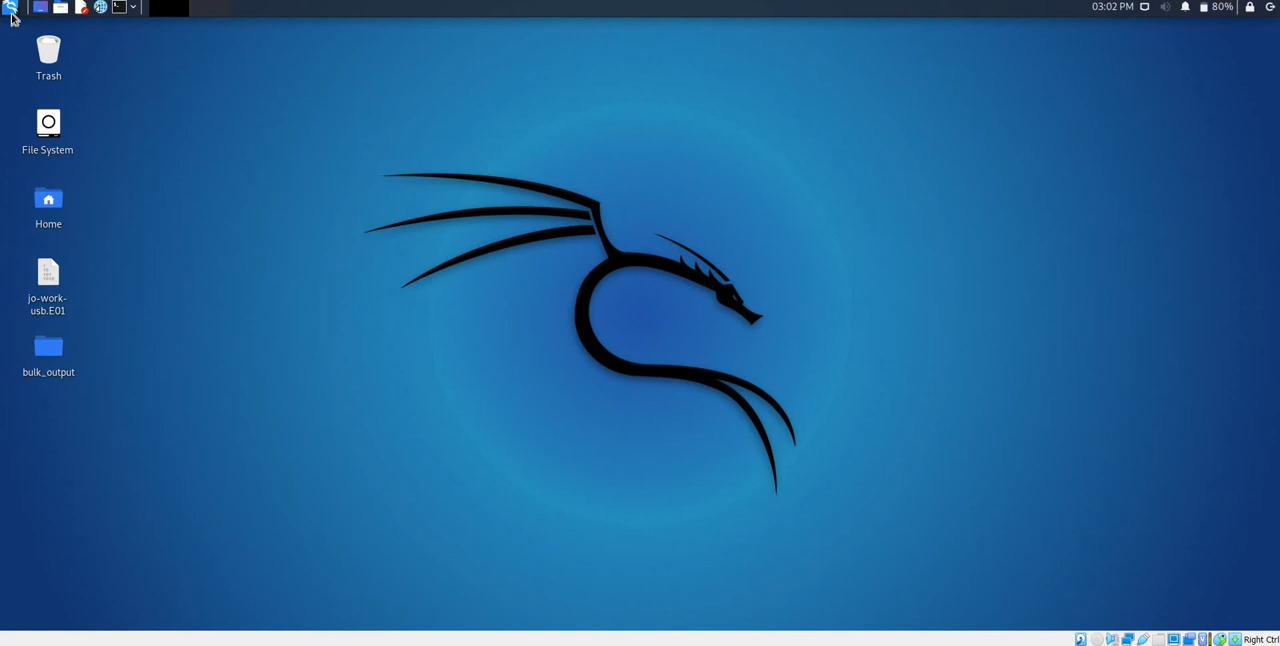 03:02 PM 80%
Trash
File System
Home
jo-work-
usb.E01
bulk_output
Right Ctrl